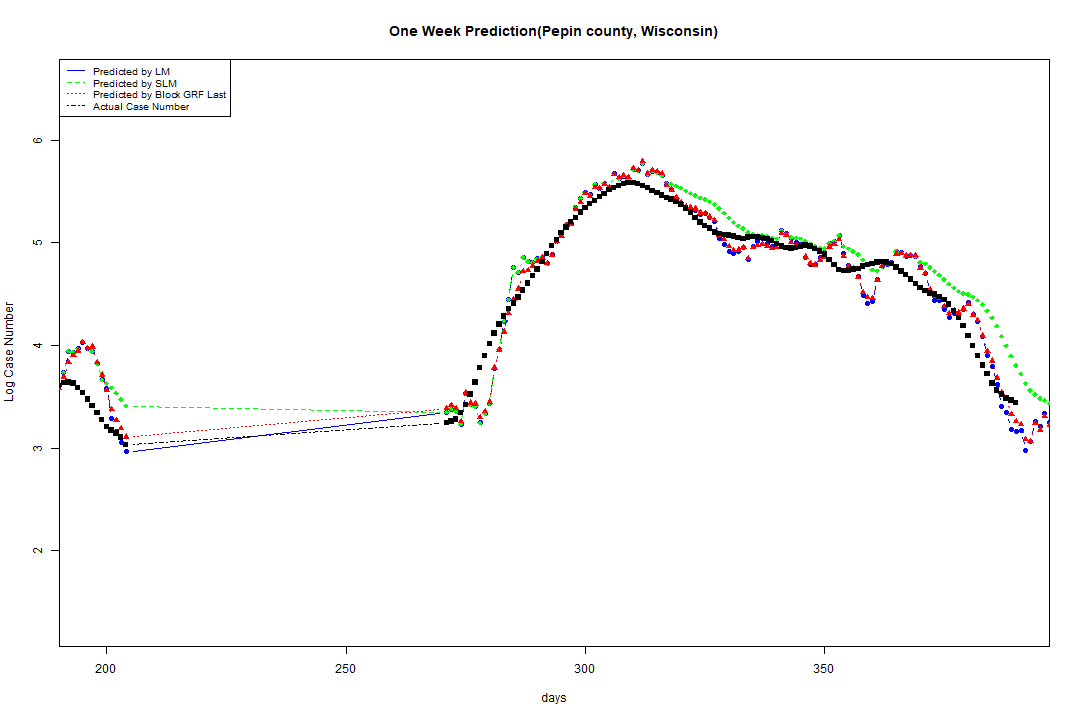 One Week Prediction(Pepin county, Wisconsin)
Predicted by LM
Predicted by SLM
Predicted by Block GRF Last
Actual Case Number
6
5
4
3
2
Log Case Number
200 250 300 350
days